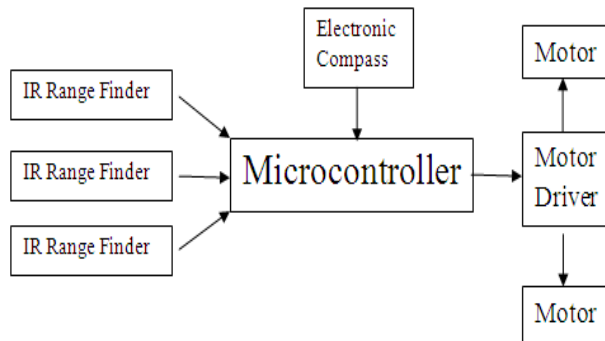 Electronic
Compass
Motor
IR Range Finder
IR Range Finder
Microcontroller
Motor
Driver
IR Range Finder
Motor